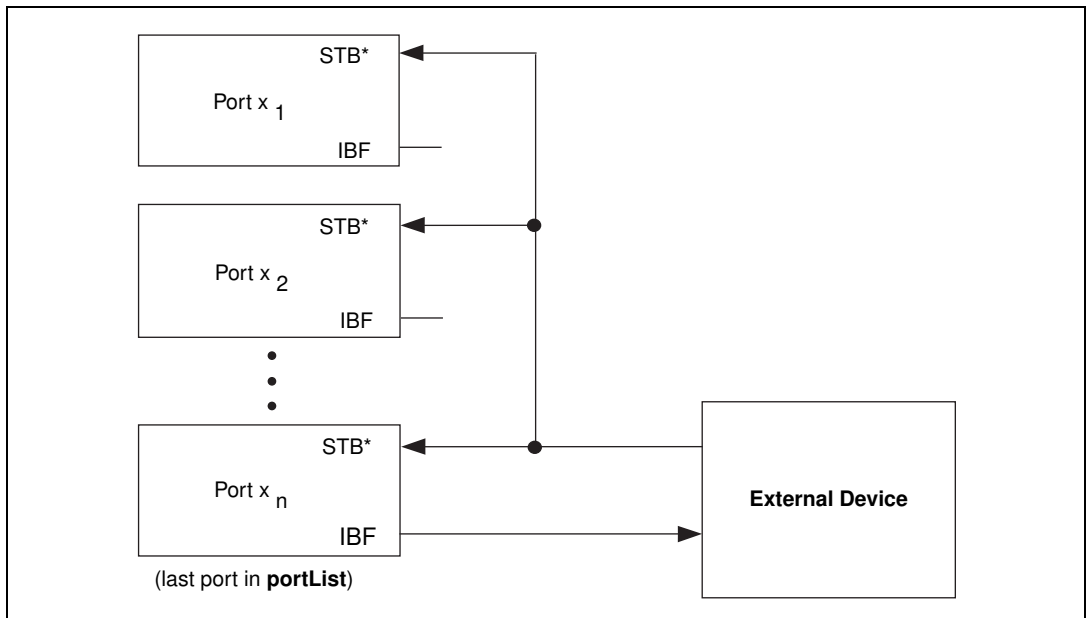 STB*
Port x 1
IBF
STB*
Port x 2
IBF
STB*
Port x n
IBF
External Device
(last port in portList)